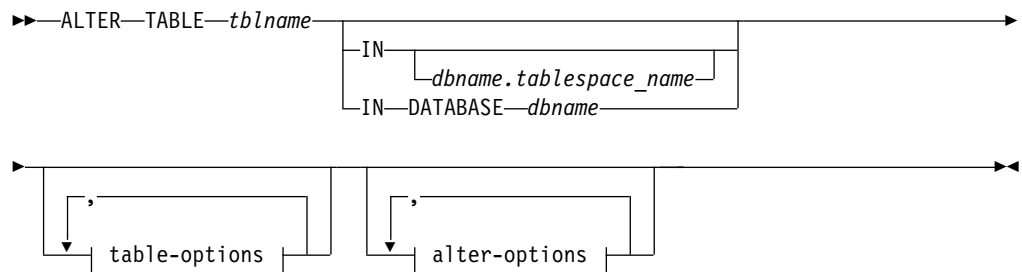 ALTER TABLE tblname
IN
dbname.tablespace_name
IN DATABASE dbname
, ,
table-options alter-options